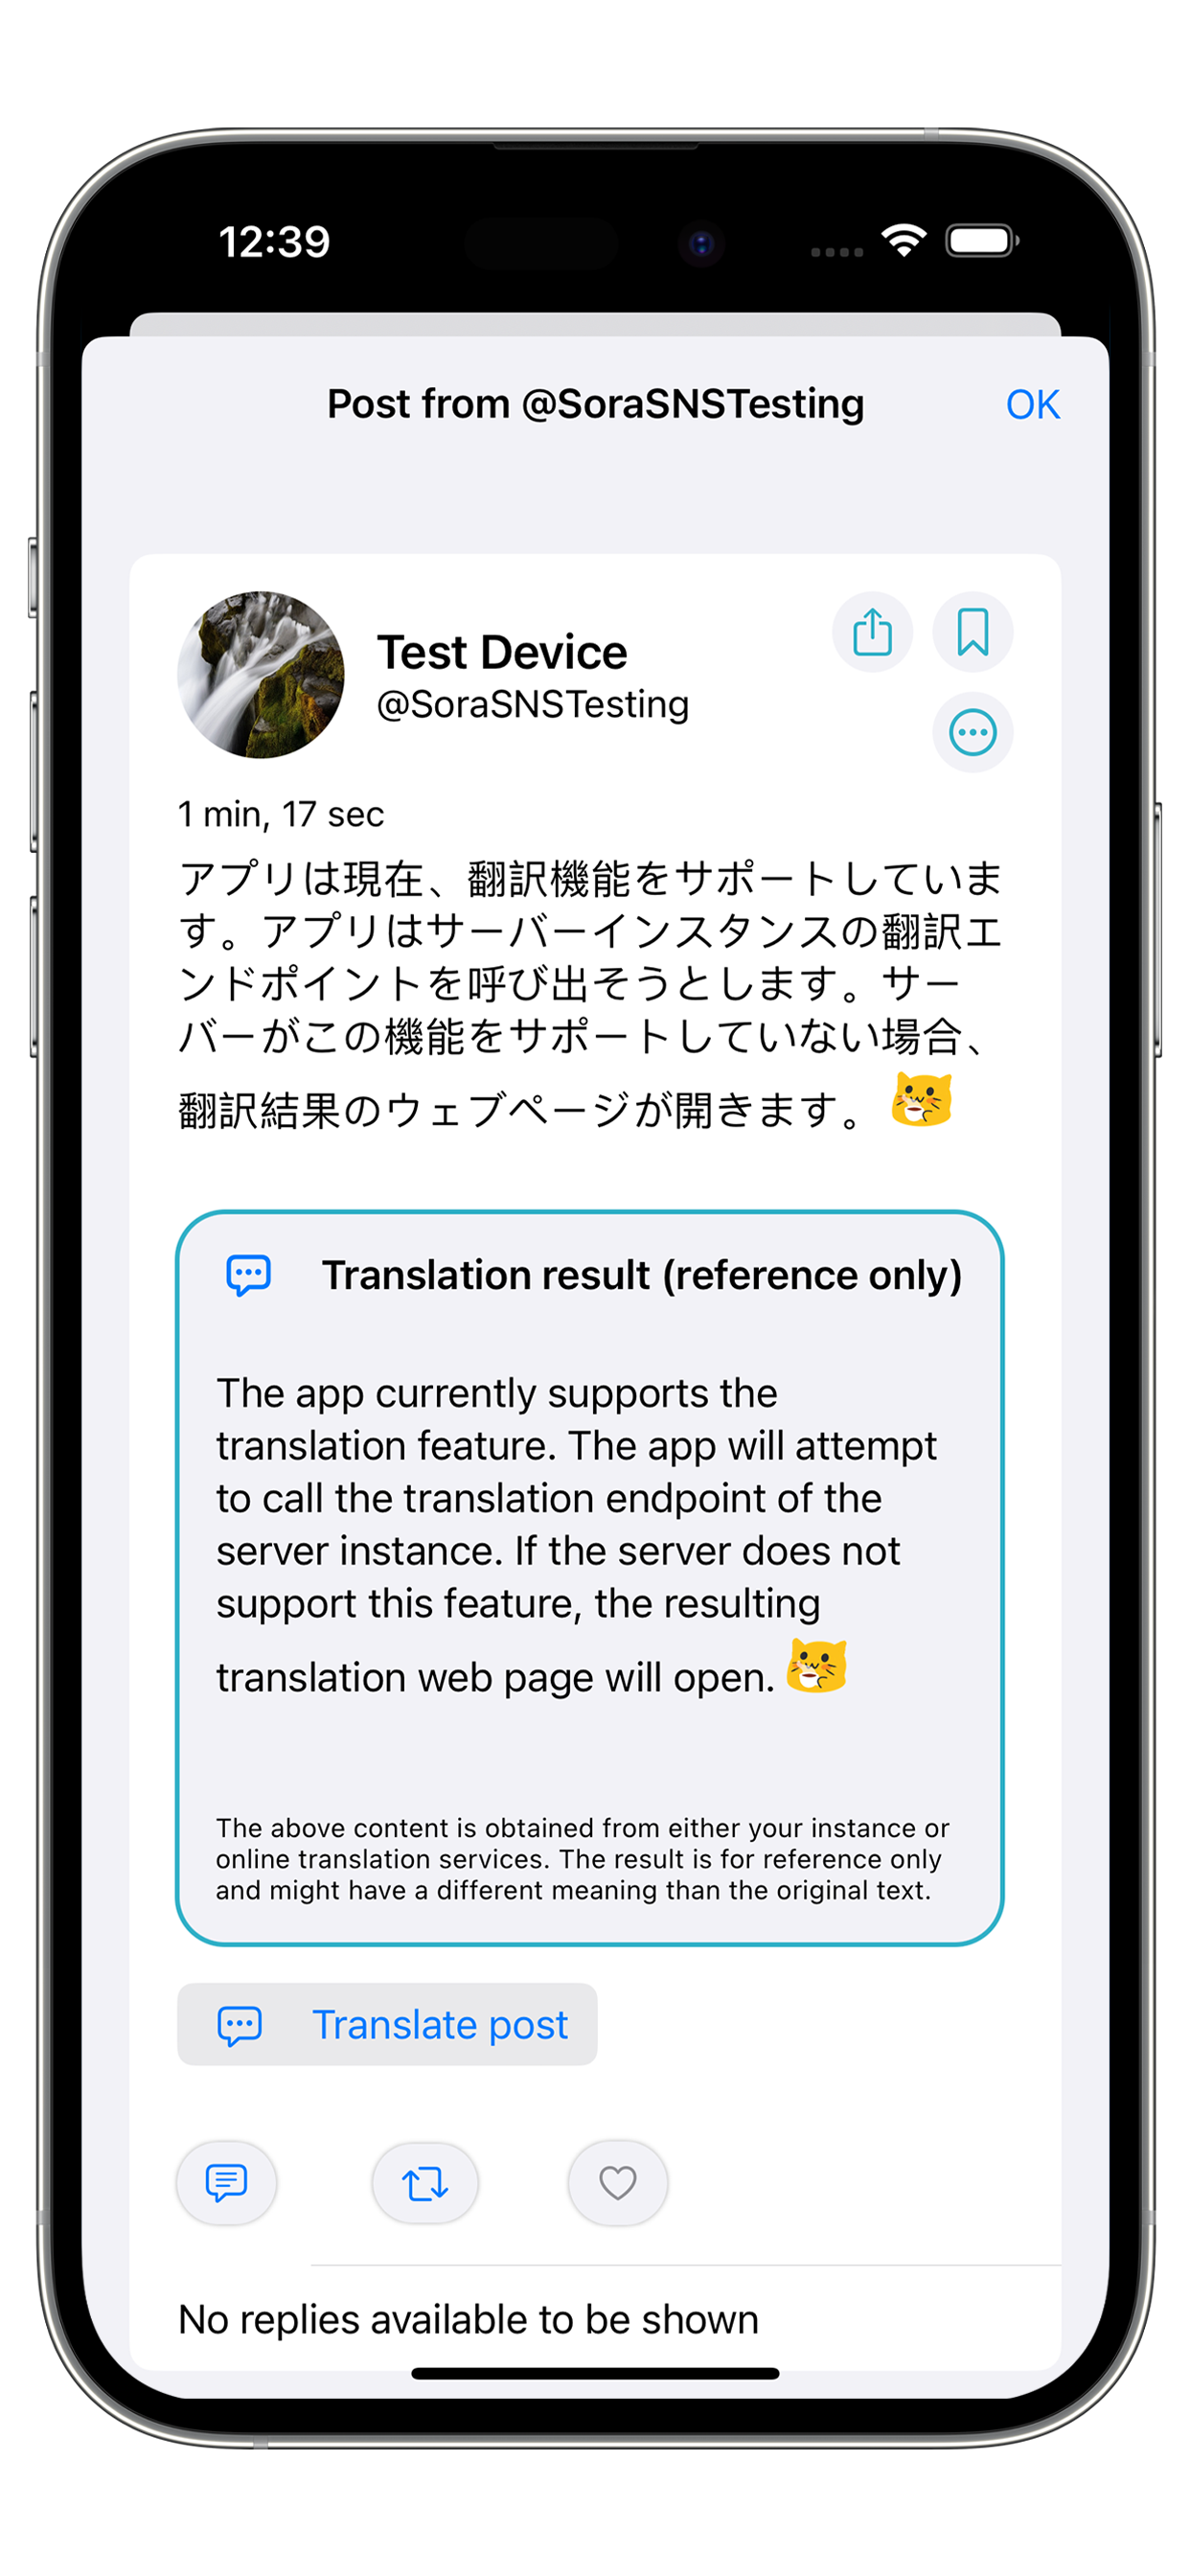 12:39
Post from @SoraSNSTesting
OK
Test Device
@SoraSNSTesting
1 min, 17 sec
アプリは現在、翻訳機能をサポートしていま
す。アプリはサーバーインスタンスの翻訳エ
ンドポイントを呼び出そうとします。サー
バーがこの機能をサポートしていない場合、
翻訳結果のウェブページが開きます。
Translation result (reference only)
The app currently supports the
translation feature. The app will attempt
to call the translation endpoint of the
server instance. If the server does not
support this feature, the resulting
translation web page will open.
The above content is obtained from either your instance or
online translation services. The result is for reference only
and might have a different meaning than the original text.
Translate post
No replies available to be shown